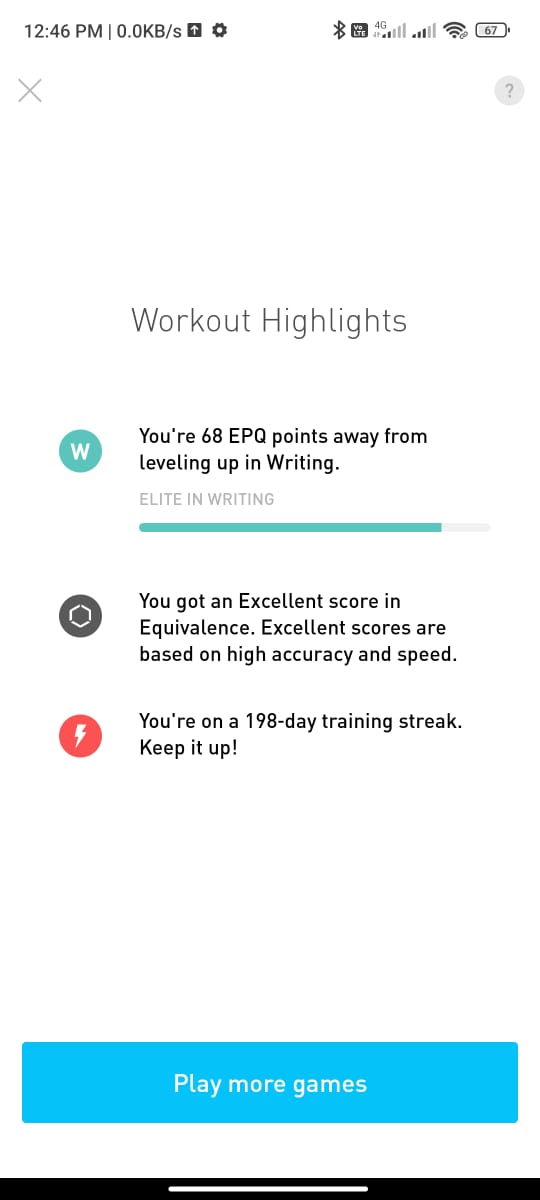 12:46 PM | 0.0KB/s
Vo LTE 4G 67
?
Workout Highlights
W
You're 68 EPQ points away from
leveling up in Writing.
ELITE IN WRITING
You got an Excellent score in
Equivalence. Excellent scores are
based on high accuracy and speed.
You're on a 198-day training streak.
Keep it up!
Play more games